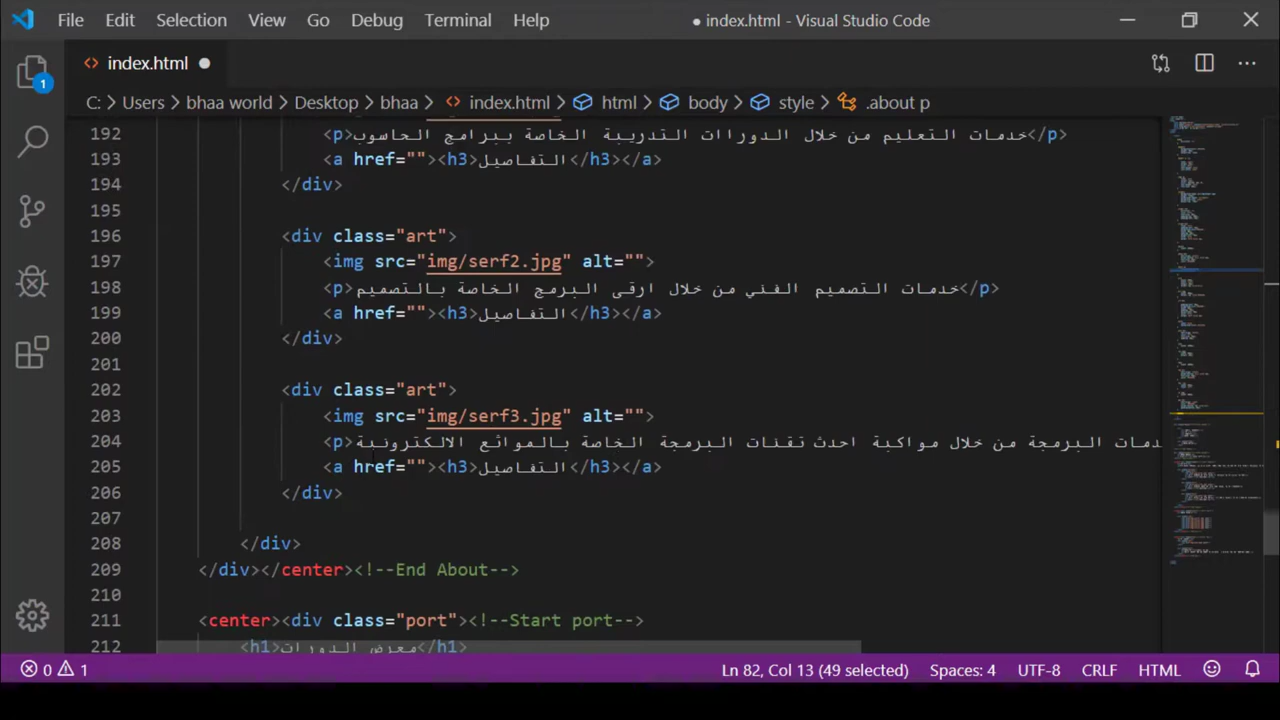 File Edit Selection View Go Debug Terminal Help ● index.html - Visual Studio Code
index.html
C: > Users > bhaa world > Desktop > bhaa > index.html > html > body > style > .about p
1
192 <p>خدمات التعليم من خلال الدوراات التدريبة الخاصة ببرامج الحاسوب</p>
193 <a href=""><h3>التفاصيل</h3></a>
194 </div>
195
196 <div class="art">
197 <img src="img/serf2.jpg" alt="">
198 <p>خدمات التصميم الفني من خلال ارقى البرمج الخاصة بالتصميم</p>
199 <a href=""><h3>التفاصيل</h3></a>
200 </div>
201
202 <div class="art">
203 <img src="img/serf3.jpg" alt="">
204 <p>دمات البرمجة من خلال مواكبة احدث تقنات البرمجة الخاصة بالموائع الالكترونية
205 <a href=""><h3>التفاصيل</h3></a>
206 </div>
207
208 </div>
209 </div></center><!--End About-->
210
211 <center><div class="port"><!--Start port-->
212 <h1>معرض الدورات</h1>
0 1 Ln 82, Col 13 (49 selected) Spaces: 4 UTF-8 CRLF HTML